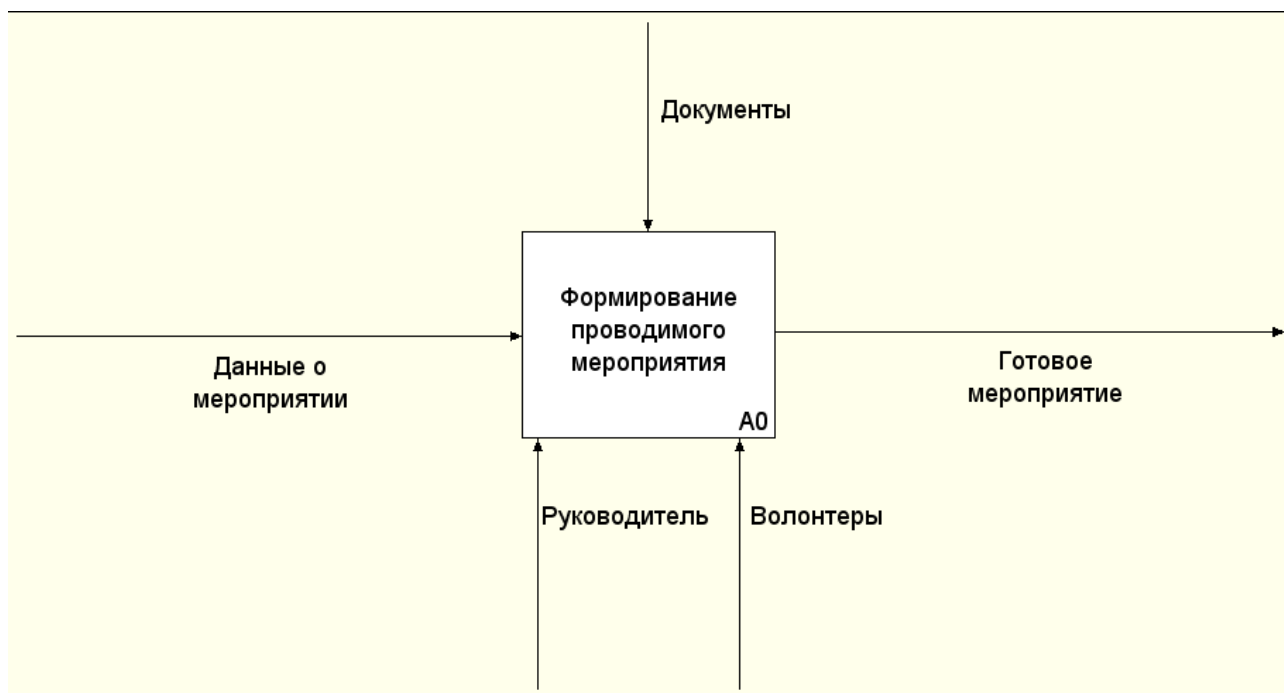 Документы
Формирование
проводимого
мероприятия
A0
Данные о
мероприятии
Готовое
мероприятие
Руководитель
Волонтеры